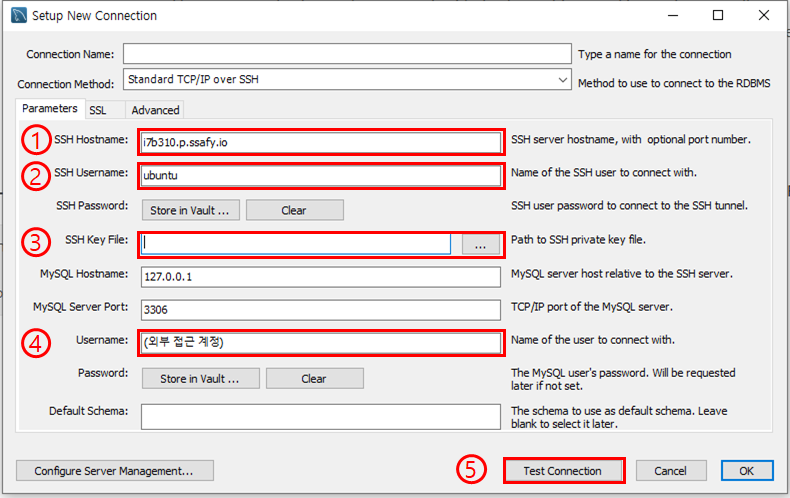 Setup New Connection
Connection Name: Type a name for the connection
Connection Method: Standard TCP/IP over SSH Method to use to connect to the RDBMS
Parameters SSL Advanced
① SSH Hostname: i7b310.p.ssafy.io SSH server hostname, with optional port number.
② SSH Username: ubuntu Name of the SSH user to connect with.
SSH Password: Store in Vault ... Clear SSH user password to connect to the SSH tunnel.
③ SSH Key File: ... Path to SSH private key file.
MySQL Hostname: 127.0.0.1 MySQL server host relative to the SSH server.
MySQL Server Port: 3306 TCP/IP port of the MySQL server.
④ Username: (외부 접근 계정) Name of the user to connect with.
Password: Store in Vault ... Clear The MySQL user's password. Will be requested
later if not set.
Default Schema: The schema to use as default schema. Leave
blank to select it later.
Configure Server Management... ⑤ Test Connection Cancel OK